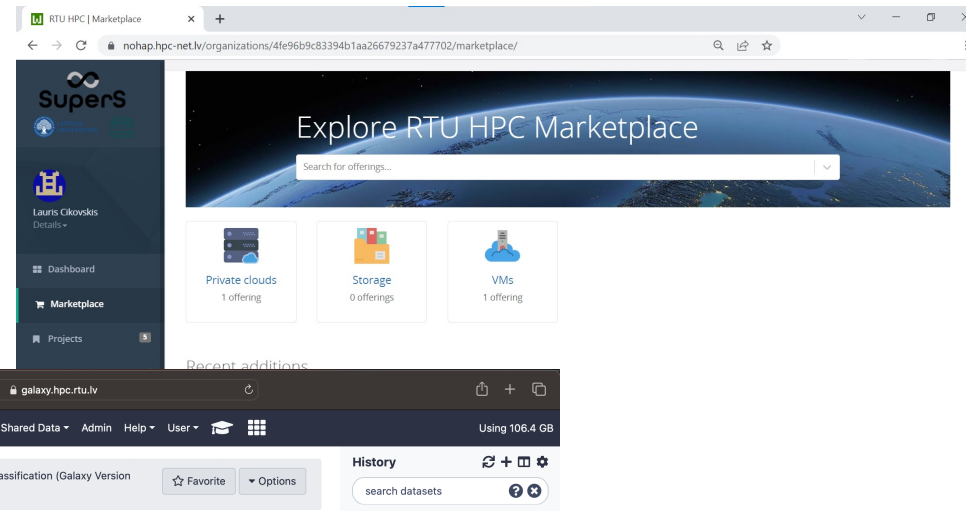 RTU HPC | Marketplace
nohap.hpc-net.lv/organizations/4fe96b9c83394b1aa26679237a477702/marketplace/
SuperS
Explore RTU HPC Marketplace
Search for offerings...
Lauris Cikovskis
Details
Dashboard
Marketplace
Projects 5
Private clouds
1 offering
Storage
0 offerings
VMs
1 offering
Recent additions
galaxy.hpc.rtu.lv
Shared Data Admin Help User Using 106.4 GB
assification (Galaxy Version
Favorite Options
History
search datasets